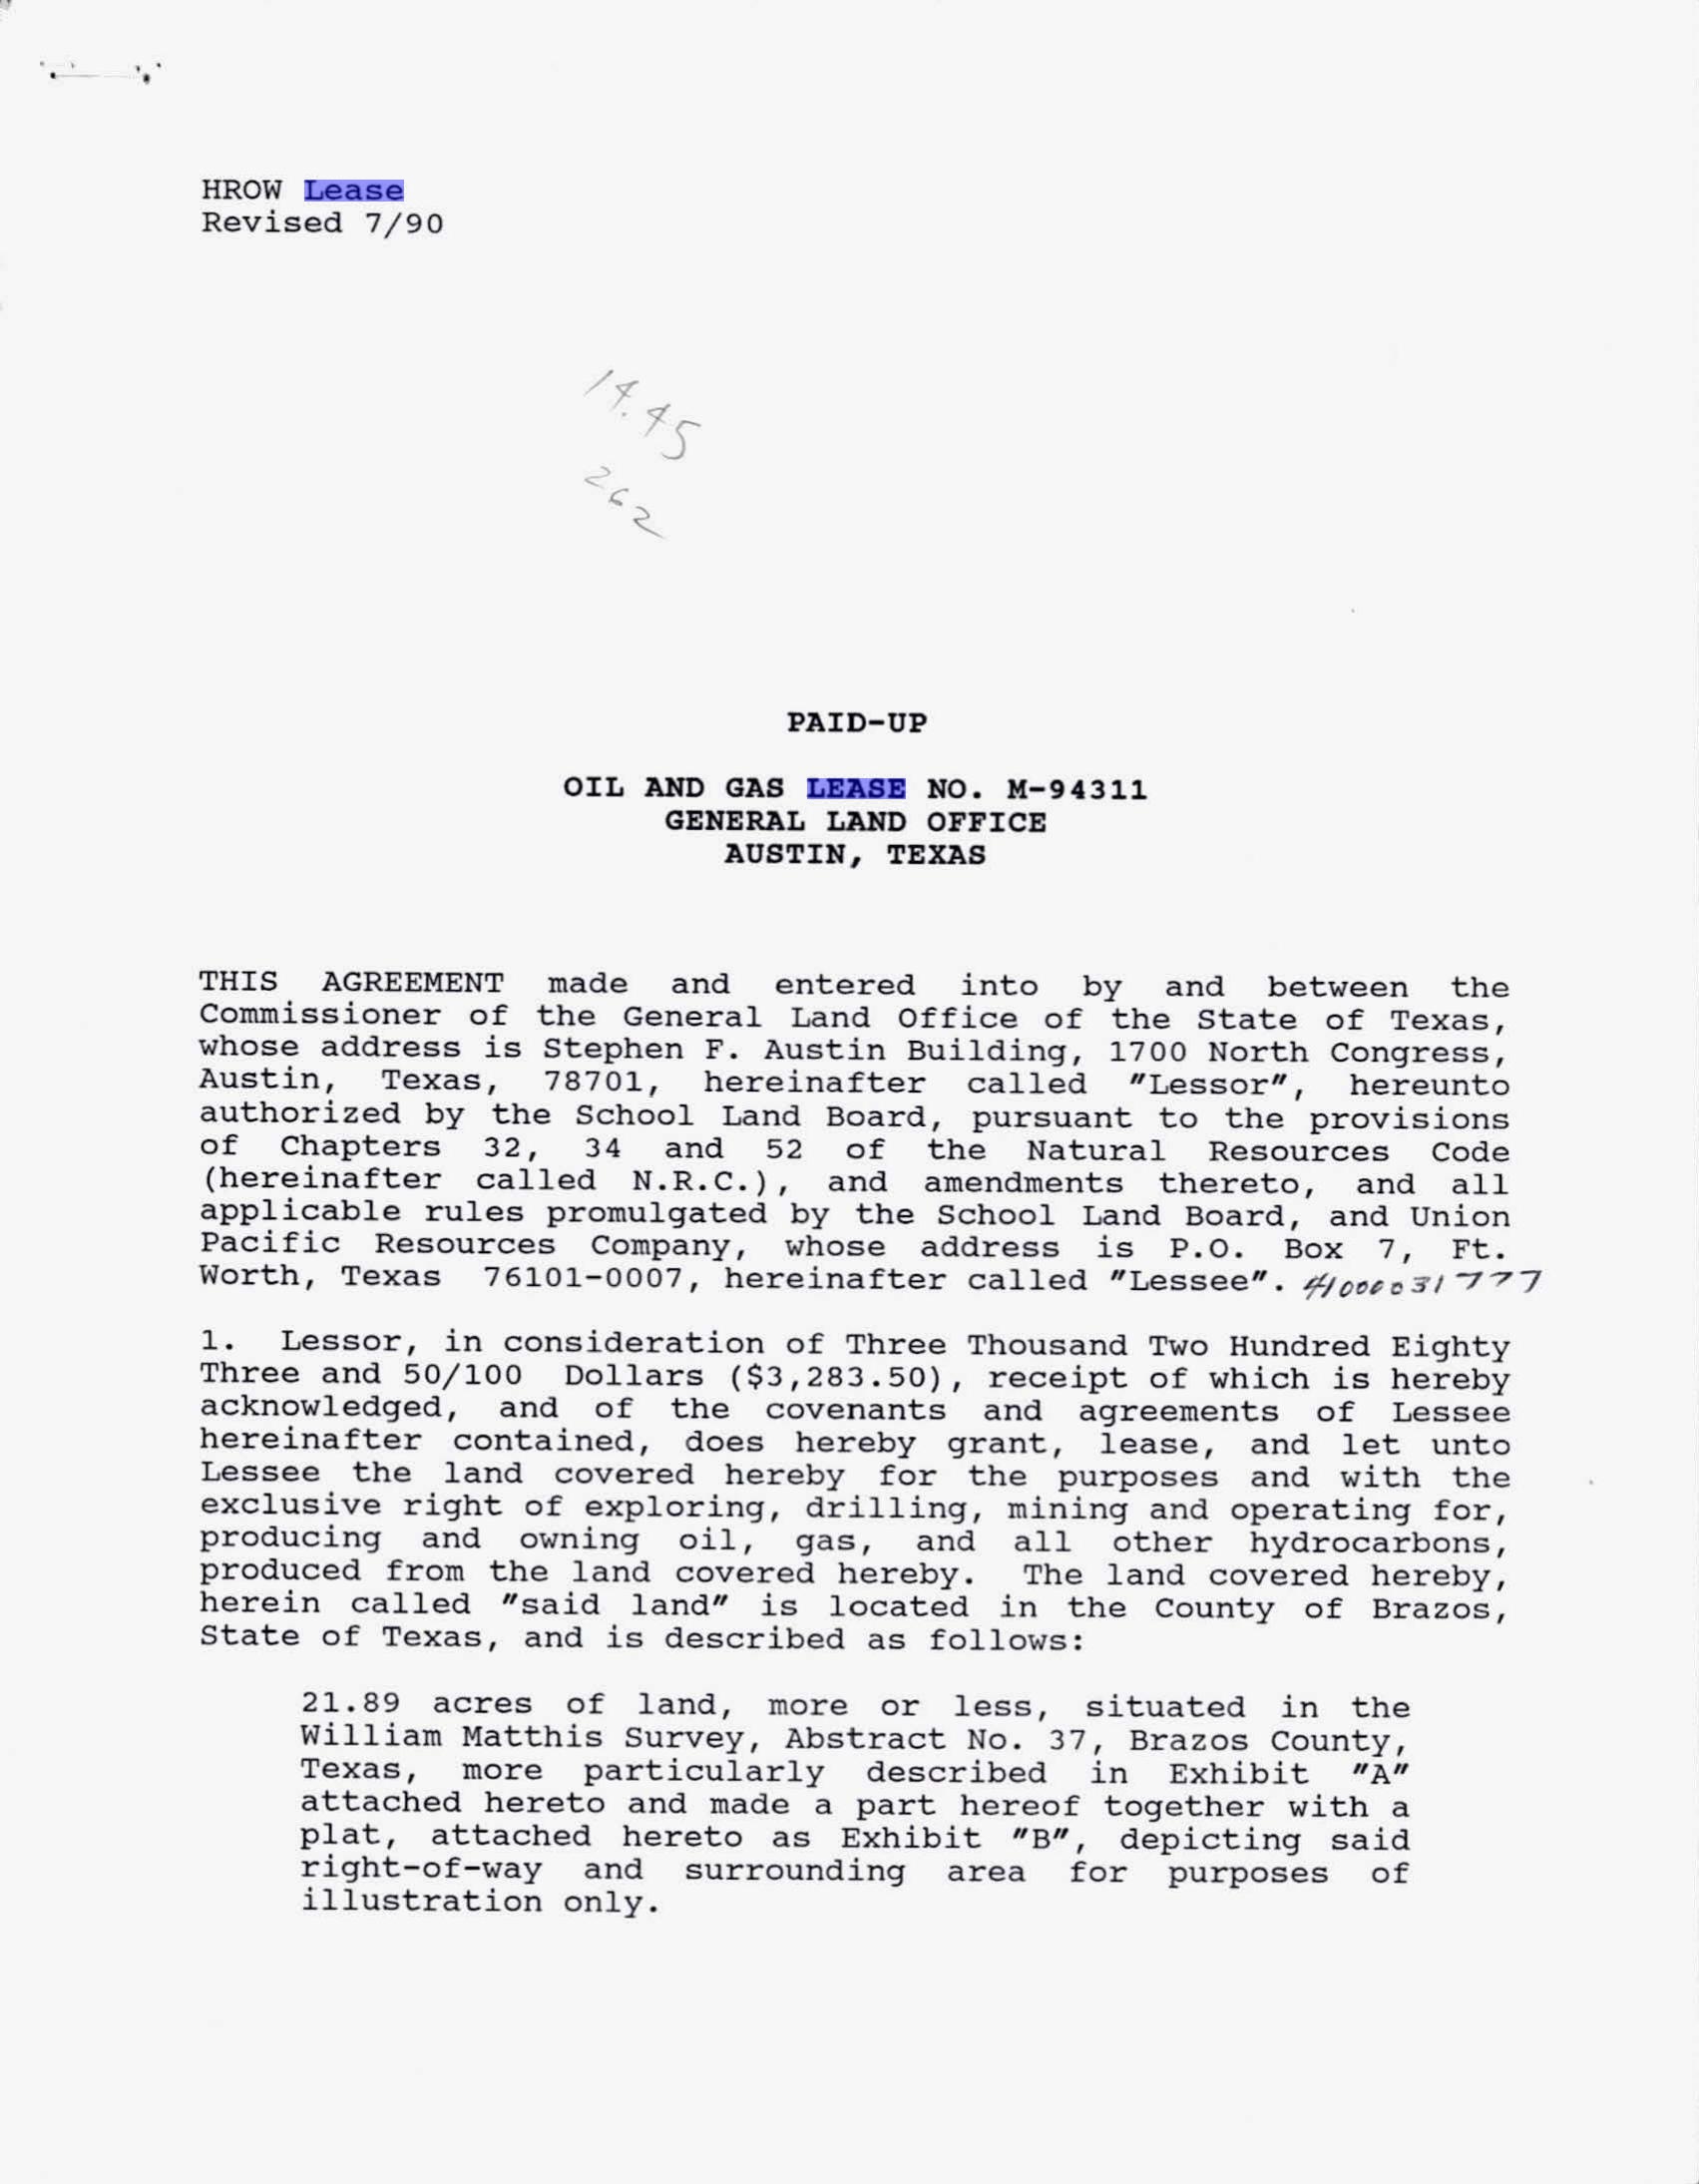 HROW Lease
Revised 7/90
14.45
262
PAID-UP
OIL AND GAS LEASE NO. M-94311
GENERAL LAND OFFICE
AUSTIN, TEXAS
THIS AGREEMENT made and entered into by and between the
Commissioner of the General Land Office of the State of Texas,
whose address is Stephen F. Austin Building, 1700 North Congress,
Austin, Texas, 78701, hereinafter called "Lessor", hereunto
authorized by the School Land Board, pursuant to the provisions
of Chapters 32, 34 and 52 of the Natural Resources Code
(hereinafter called N.R.C.), and amendments thereto, and all
applicable rules promulgated by the School Land Board, and Union
Pacific Resources Company, whose address is P.O. Box 7, Ft.
Worth, Texas 76101-0007, hereinafter called "Lessee".
1. Lessor, in consideration of Three Thousand Two Hundred Eighty
Three and 50/100 Dollars ($3,283.50), receipt of which is hereby
acknowledged, and of the covenants and agreements of Lessee
hereinafter contained, does hereby grant, lease, and let unto
Lessee the land covered hereby for the purposes and with the
exclusive right of exploring, drilling, mining and operating for,
producing and owning oil, gas, and all other hydrocarbons,
produced from the land covered hereby. The land covered hereby,
herein called "said land" is located in the County of Brazos,
State of Texas, and is described as follows:
21.89 acres of land, more or less, situated in the
William Matthis Survey, Abstract No. 37, Brazos County,
Texas, more particularly described in Exhibit "A"
attached hereto and made a part hereof together with a
plat, attached hereto as Exhibit "B", depicting said
right-of-way and surrounding area for purposes of
illustration only.